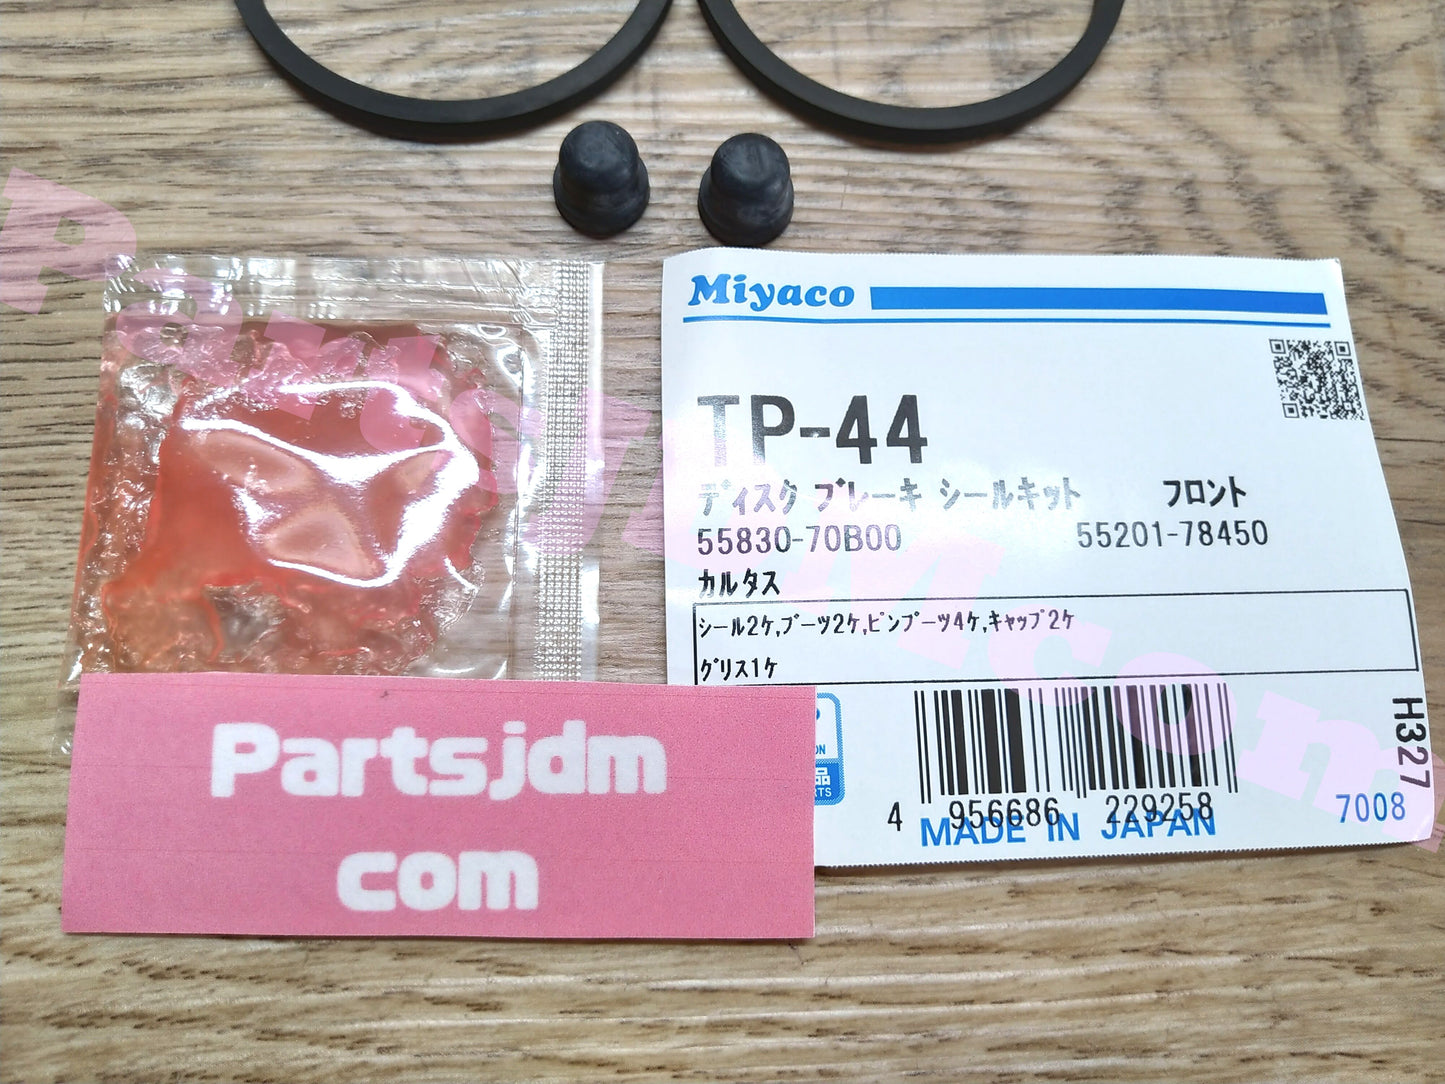 Miyaco
TP-44
ディスク ブレーキ シールキット フロント
55830-70B00 55201-78450
カルタス
シール2ケ,ブーツ2ケ,ピンブーツ4ケ,キャップ2ケ
グリス1ケ
H327
4 956686 229258
MADE IN JAPAN
7008
品
Partsjdm
com
PartsJDMcom